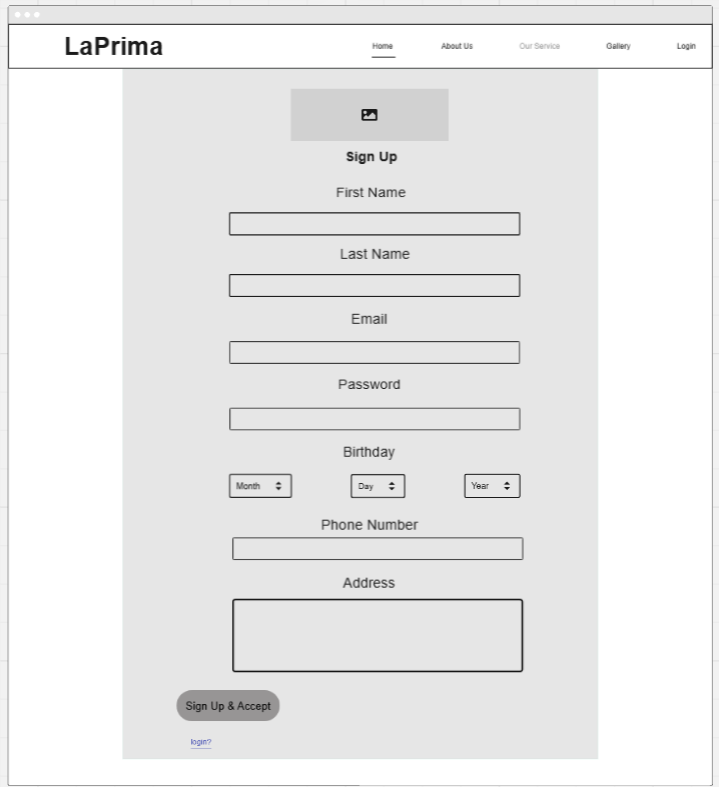 LaPrima
Home About Us Our Service Gallery Login
Sign Up
First Name
Last Name
Email
Password
Birthday
Month Day Year
Phone Number
Address
Sign Up & Accept
login?